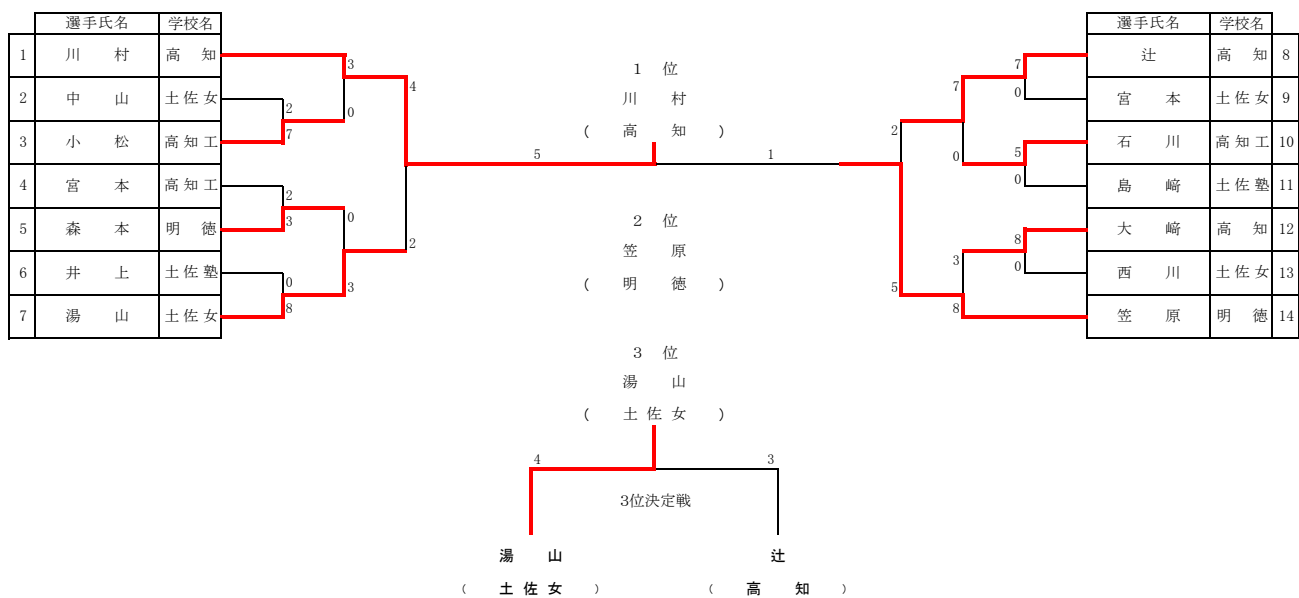 選手氏名 学校名
1 川村 高知
2 中山 土佐女
3 小松 高知工
4 宮本 高知工
5 森本 明徳
6 井上 土佐塾
7 湯山 土佐女
3
2
7
0
4
2
3
0
0
8
3
2
5
1位
川村
(高知)
1
2位
笠原
(明徳)
3位
湯山
(土佐女)
4
3
3位決定戦
湯山
(土佐女)
辻
(高知)
選手氏名 学校名
辻 高知 8
宮本 土佐女 9
石川 高知工 10
島﨑 土佐塾 11
大﨑 高知 12
西川 土佐女 13
笠原 明徳 14
7
0
7
2
5
0
0
8
0
3
5
8